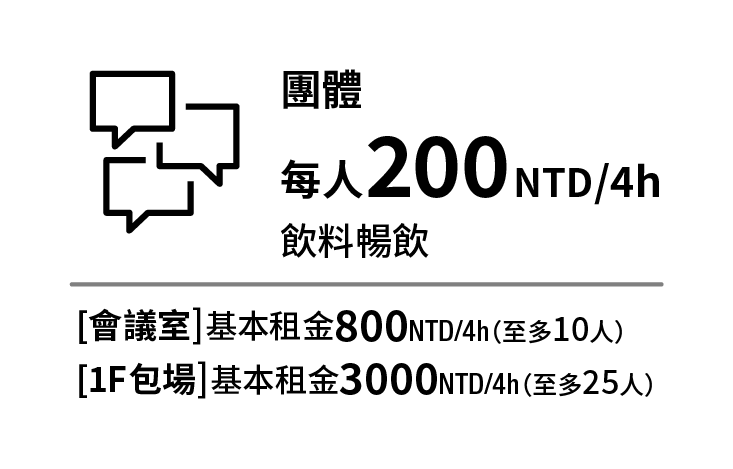 團體
每人200NTD/4h
飲料暢飲
[會議室]基本租金800NTD/4h(至多10人)
[1F包場]基本租金3000NTD/4h(至多25人)